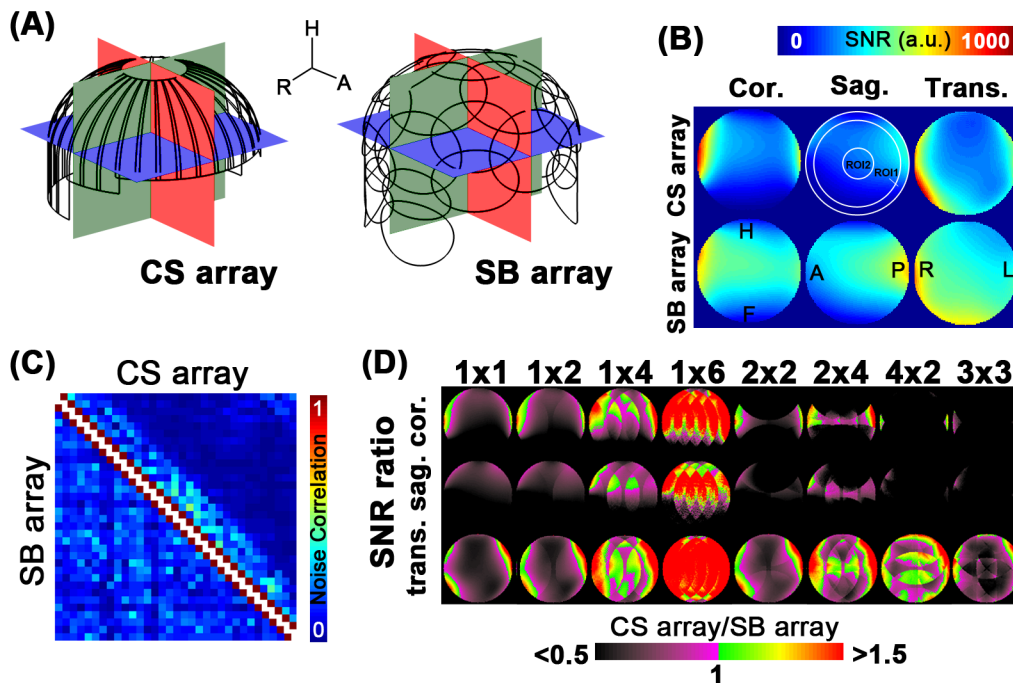 (A)
H
R
A
CS array
SB array
(B)
0 SNR (a.u.) 1000
Cor. Sag. Trans.
CS array
ROI2
ROI1
SB array
H
F
A
P
R
L
(C)
CS array
SB array
1
Noise Correlation
0
(D)
1x1 1x2 1x4 1x6 2x2 2x4 4x2 3x3
SNR ratio
trans. sag. cor.
CS array/SB array
<0.5
1
>1.5